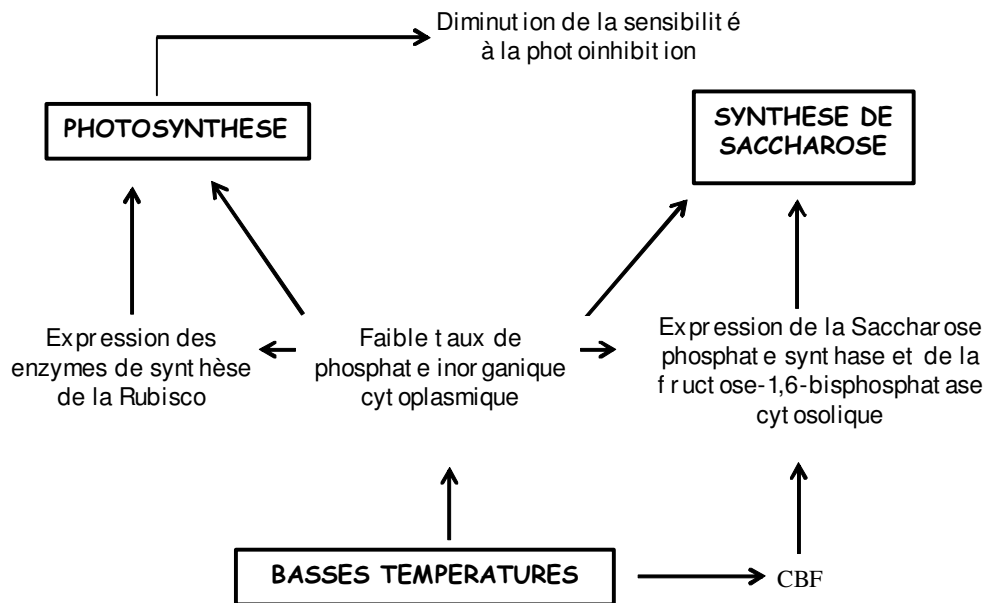 Diminution de la sensibilité
à la photoinhibition
PHOTOSYNTHESE
SYNTHESE DE
SACCHAROSE
Expression des
enzymes de synthèse
de la Rubisco
Faible taux de
phosphate inorganique
cytoplasmique
Expression de la Saccharose
phosphate synthase et de la
fructose-1,6-bisphosphatase
cytosolique
BASSES TEMPERATURES
CBF